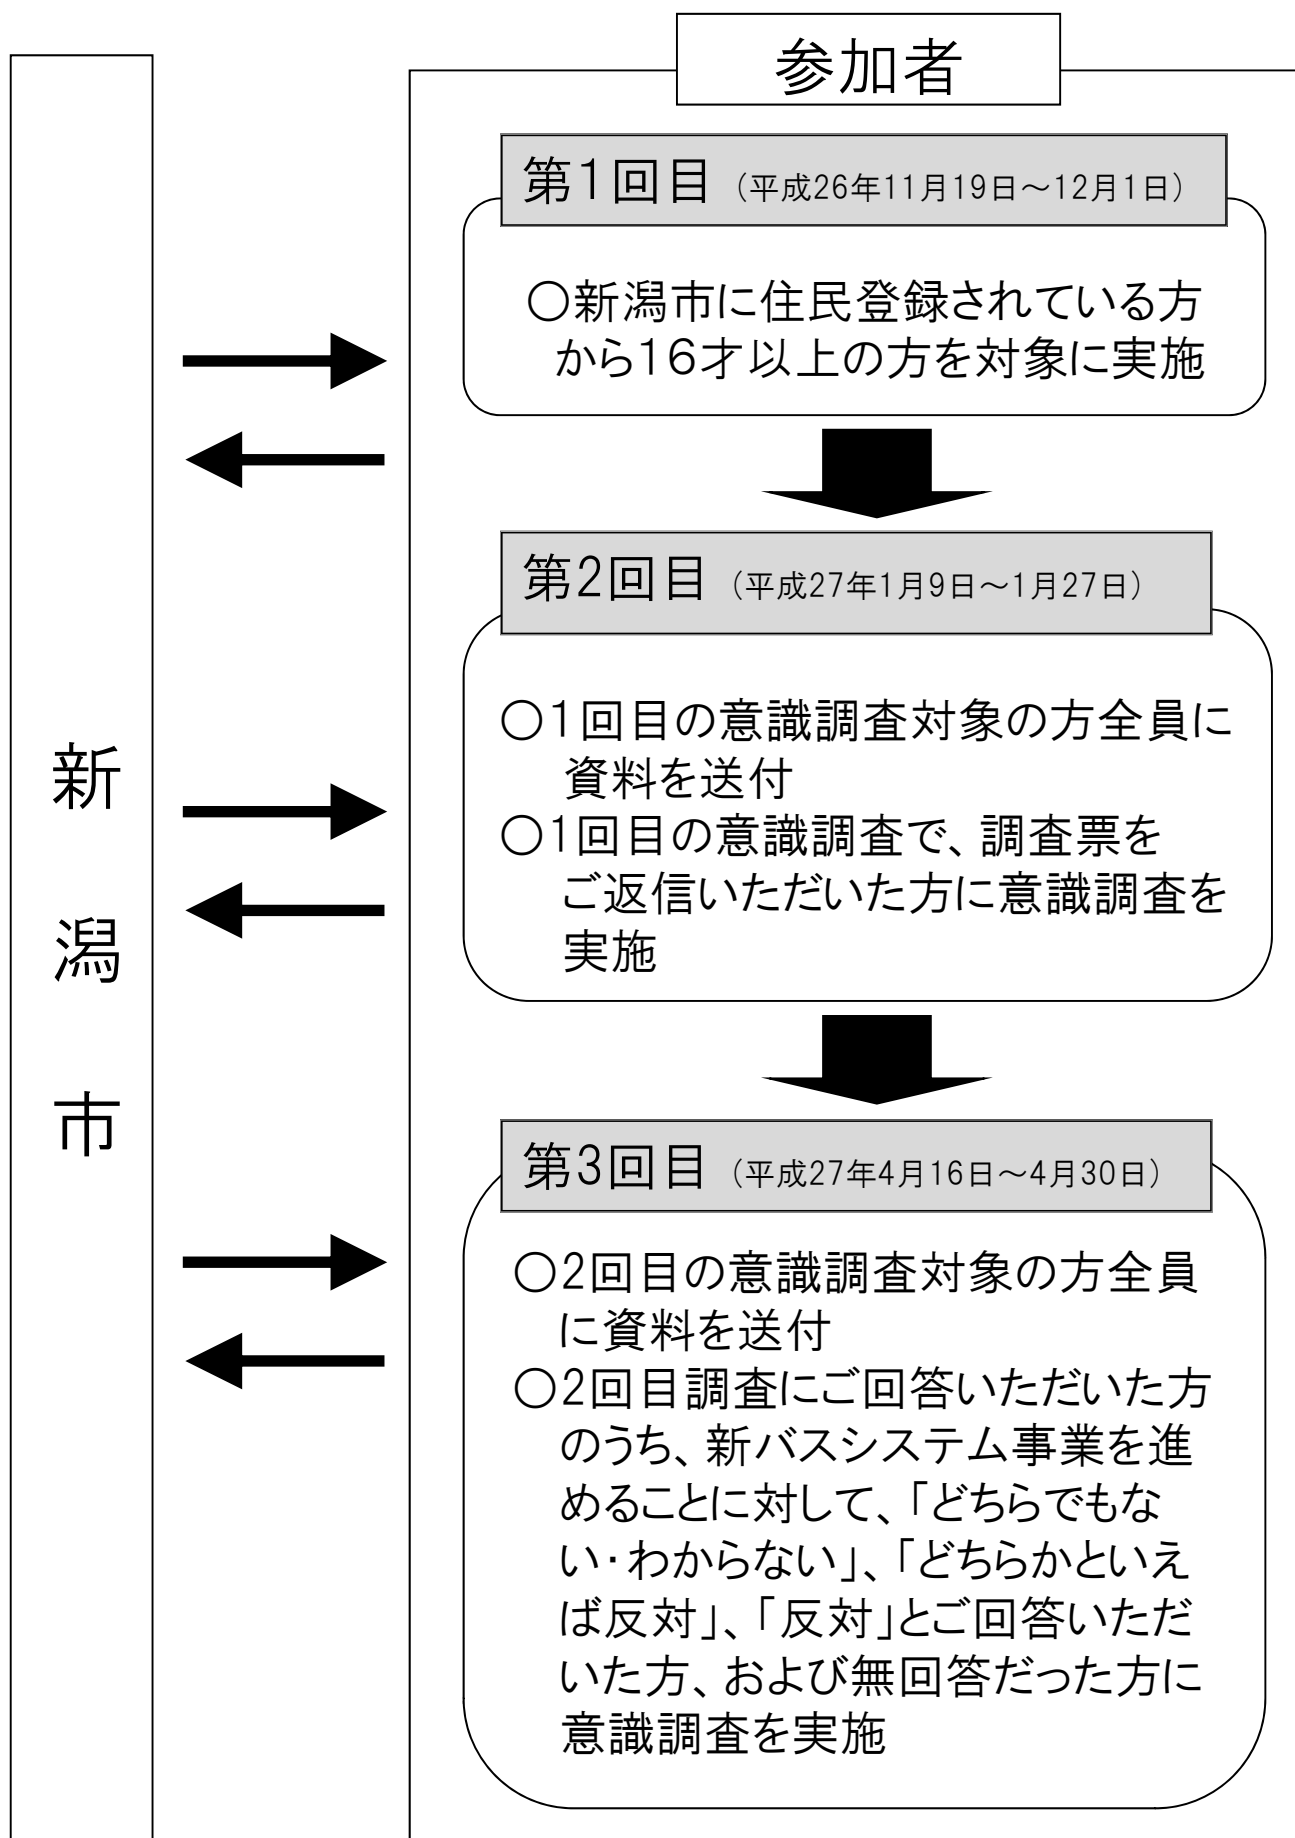 参加者
第1回目（平成26年11月19日～12月1日）
○新潟市に住民登録されている方
から16才以上の方を対象に実施
第2回目（平成27年1月9日～1月27日）
○1回目の意識調査対象の方全員に
資料を送付
○1回目の意識調査で、調査票を
ご返信いただいた方に意識調査を
実施
第3回目（平成27年4月16日～4月30日）
○2回目の意識調査対象の方全員
に資料を送付
○2回目調査にご回答いただいた方
のうち、新バスシステム事業を進
めることに対して、「どちらでもな
い・わからない」、「どちらかといえ
ば反対」、「反対」とご回答いただ
いた方、および無回答だった方に
意識調査を実施
新潟市